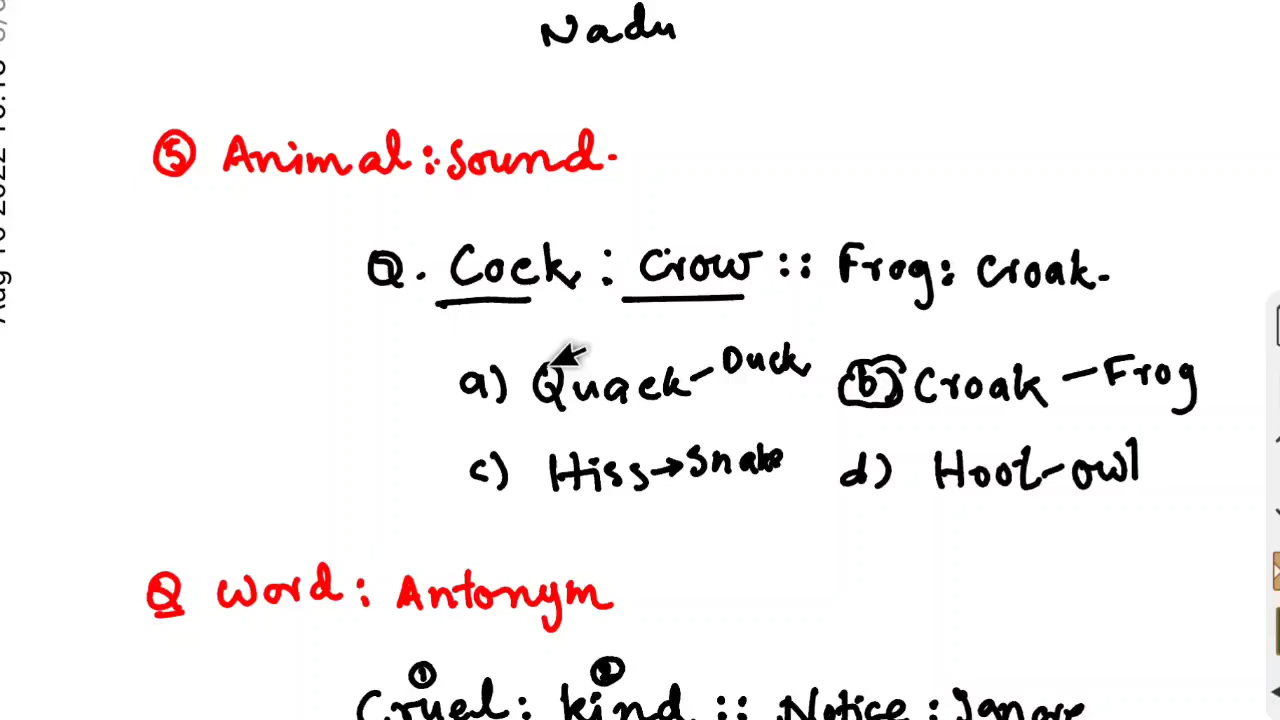 Nadu
⑤ Animal : Sound.
Q. Cock : Crow :: Frog : Croak.
a) Quack - Duck (b) Croak - Frog
c) Hiss → Snake d) Hoot - owl
Q Word : Antonym
① ②
Cruel : kind :: Notice : Ignore